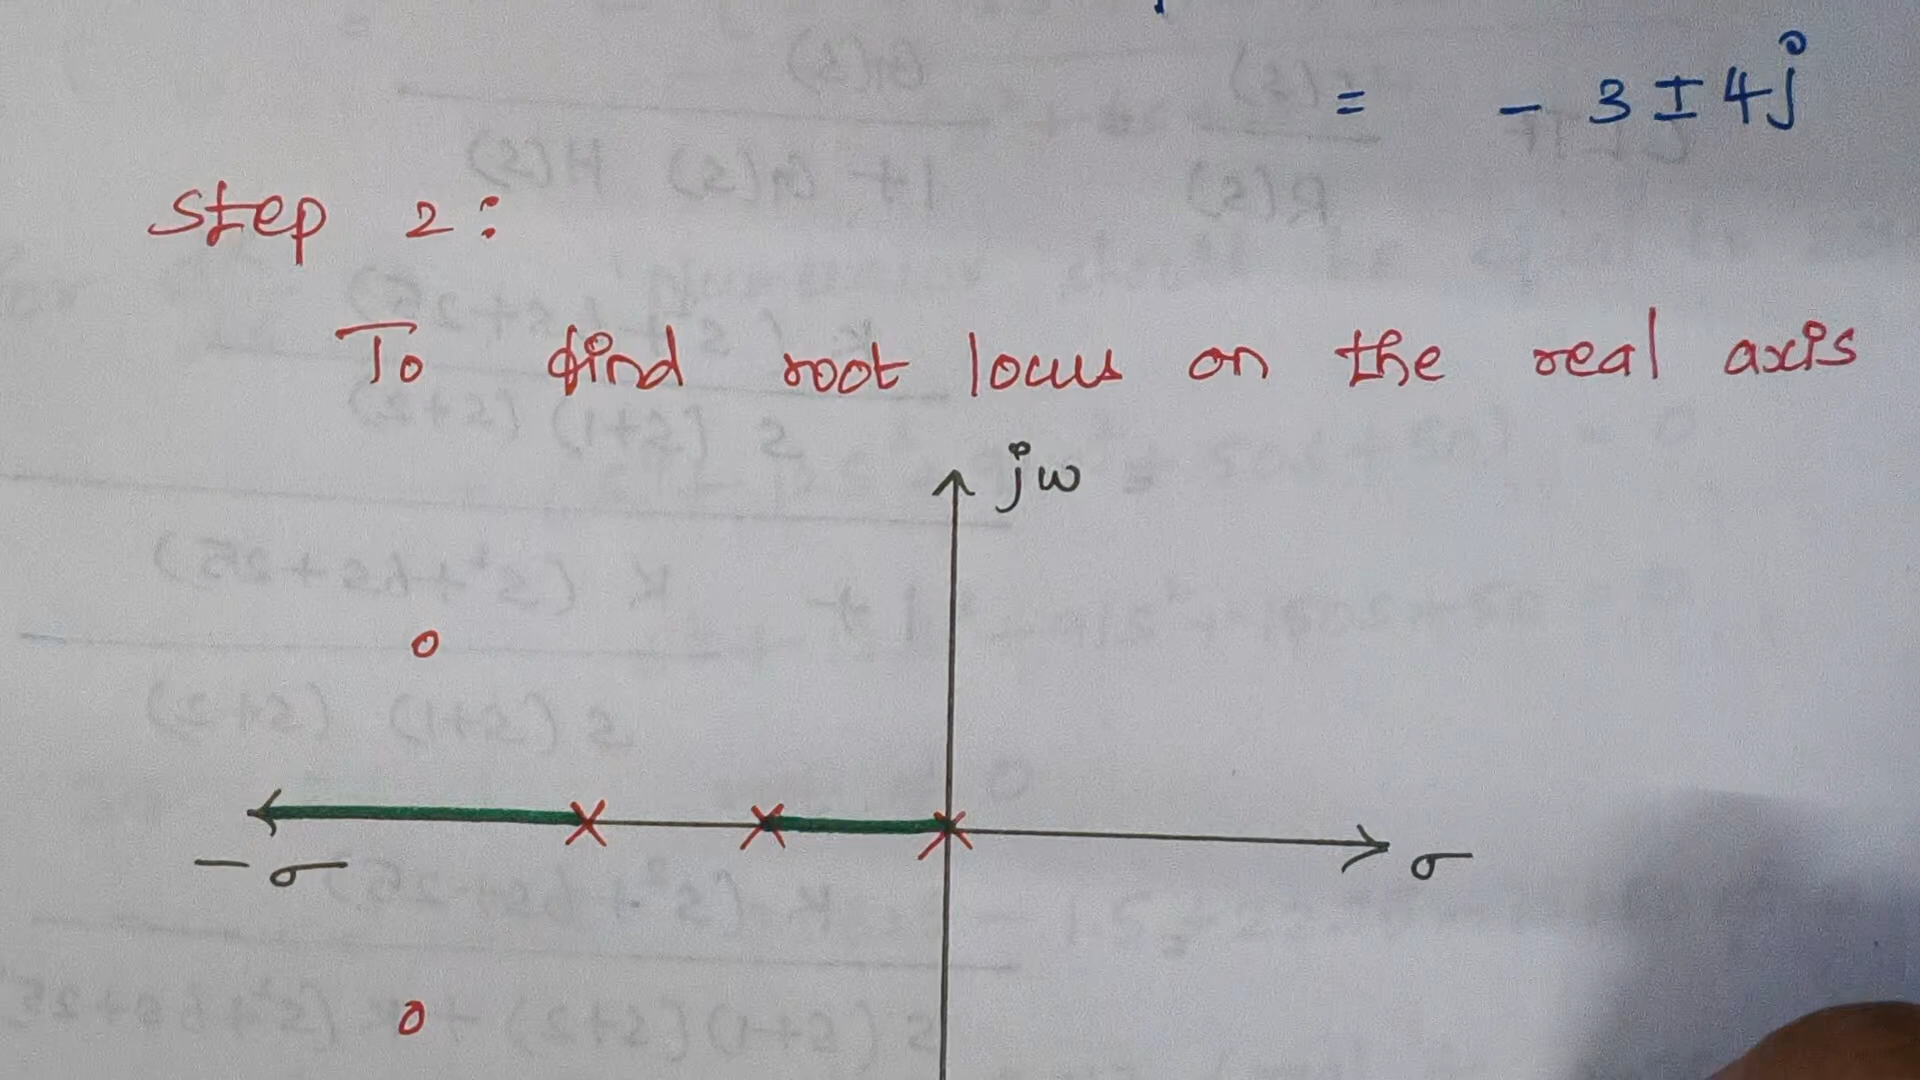 = - 3 ± 4j
Step 2:
To find root locus on the real axis
jω
- σ
σ